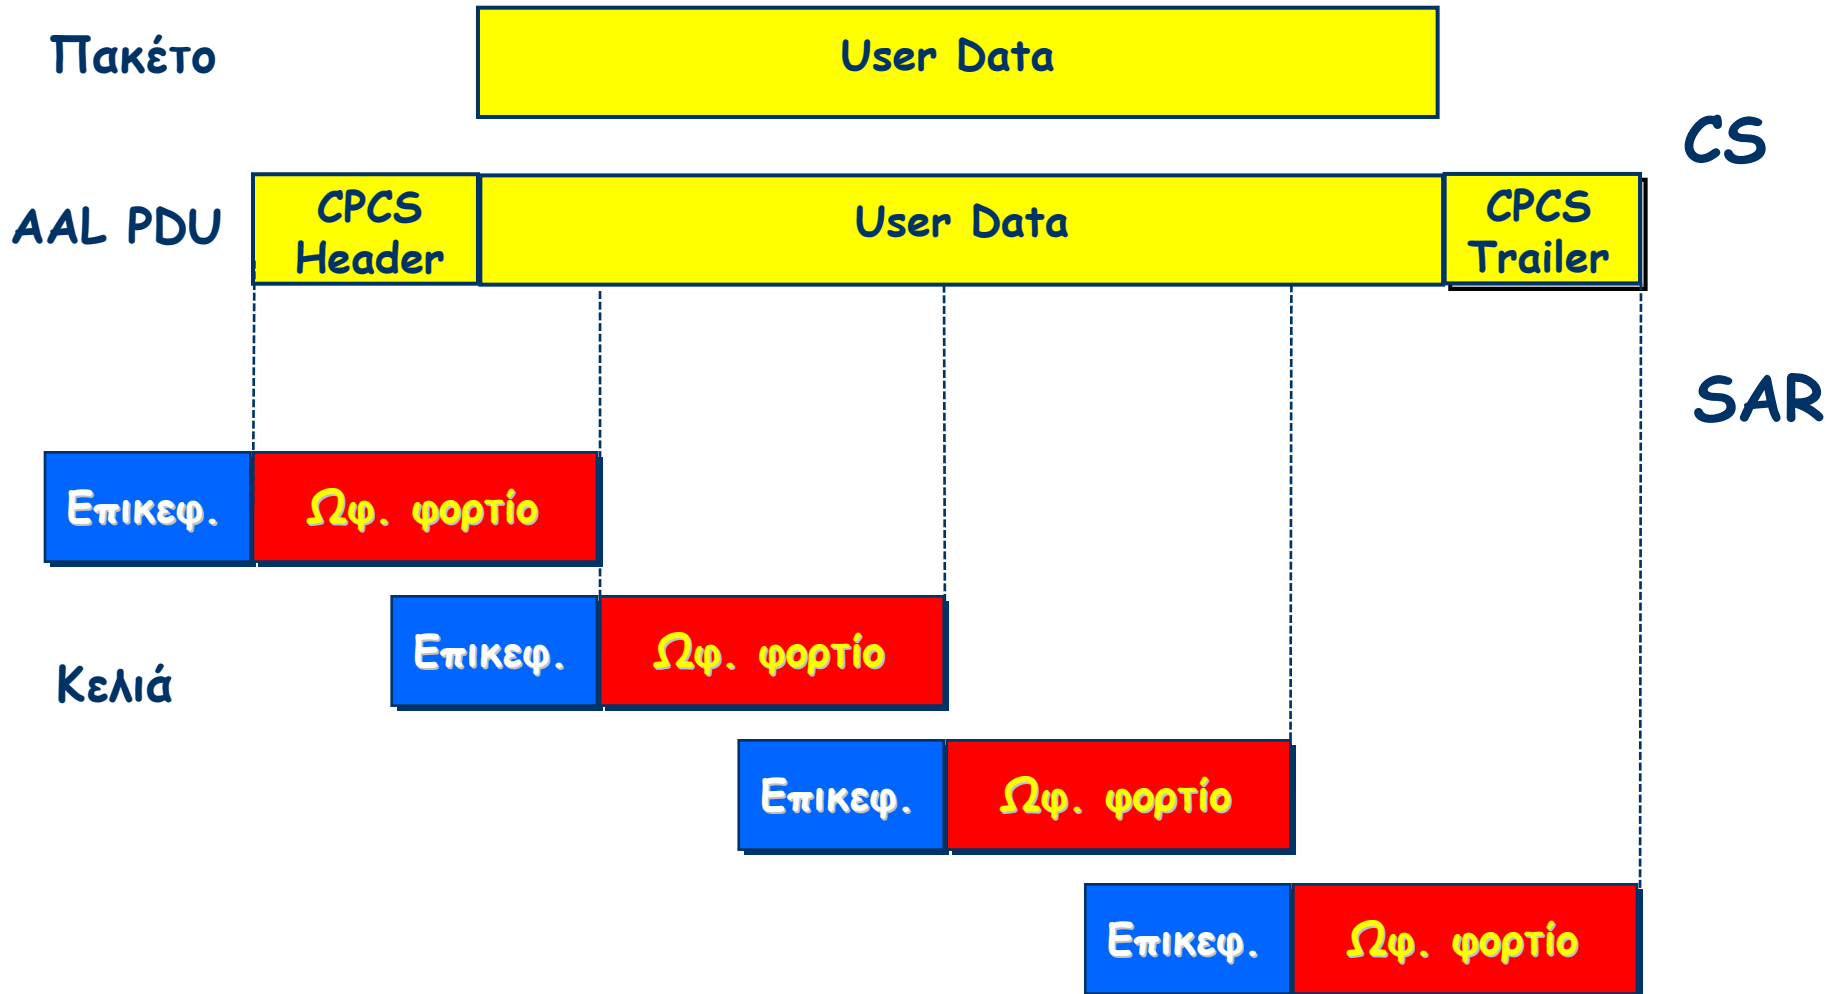 Πακέτο
User Data
CS
AAL PDU
CPCS
Header
User Data
CPCS
Trailer
SAR
Επικεφ.
Ωφ. φορτίο
Επικεφ.
Ωφ. φορτίο
Κελιά
Επικεφ.
Ωφ. φορτίο
Επικεφ.
Ωφ. φορτίο